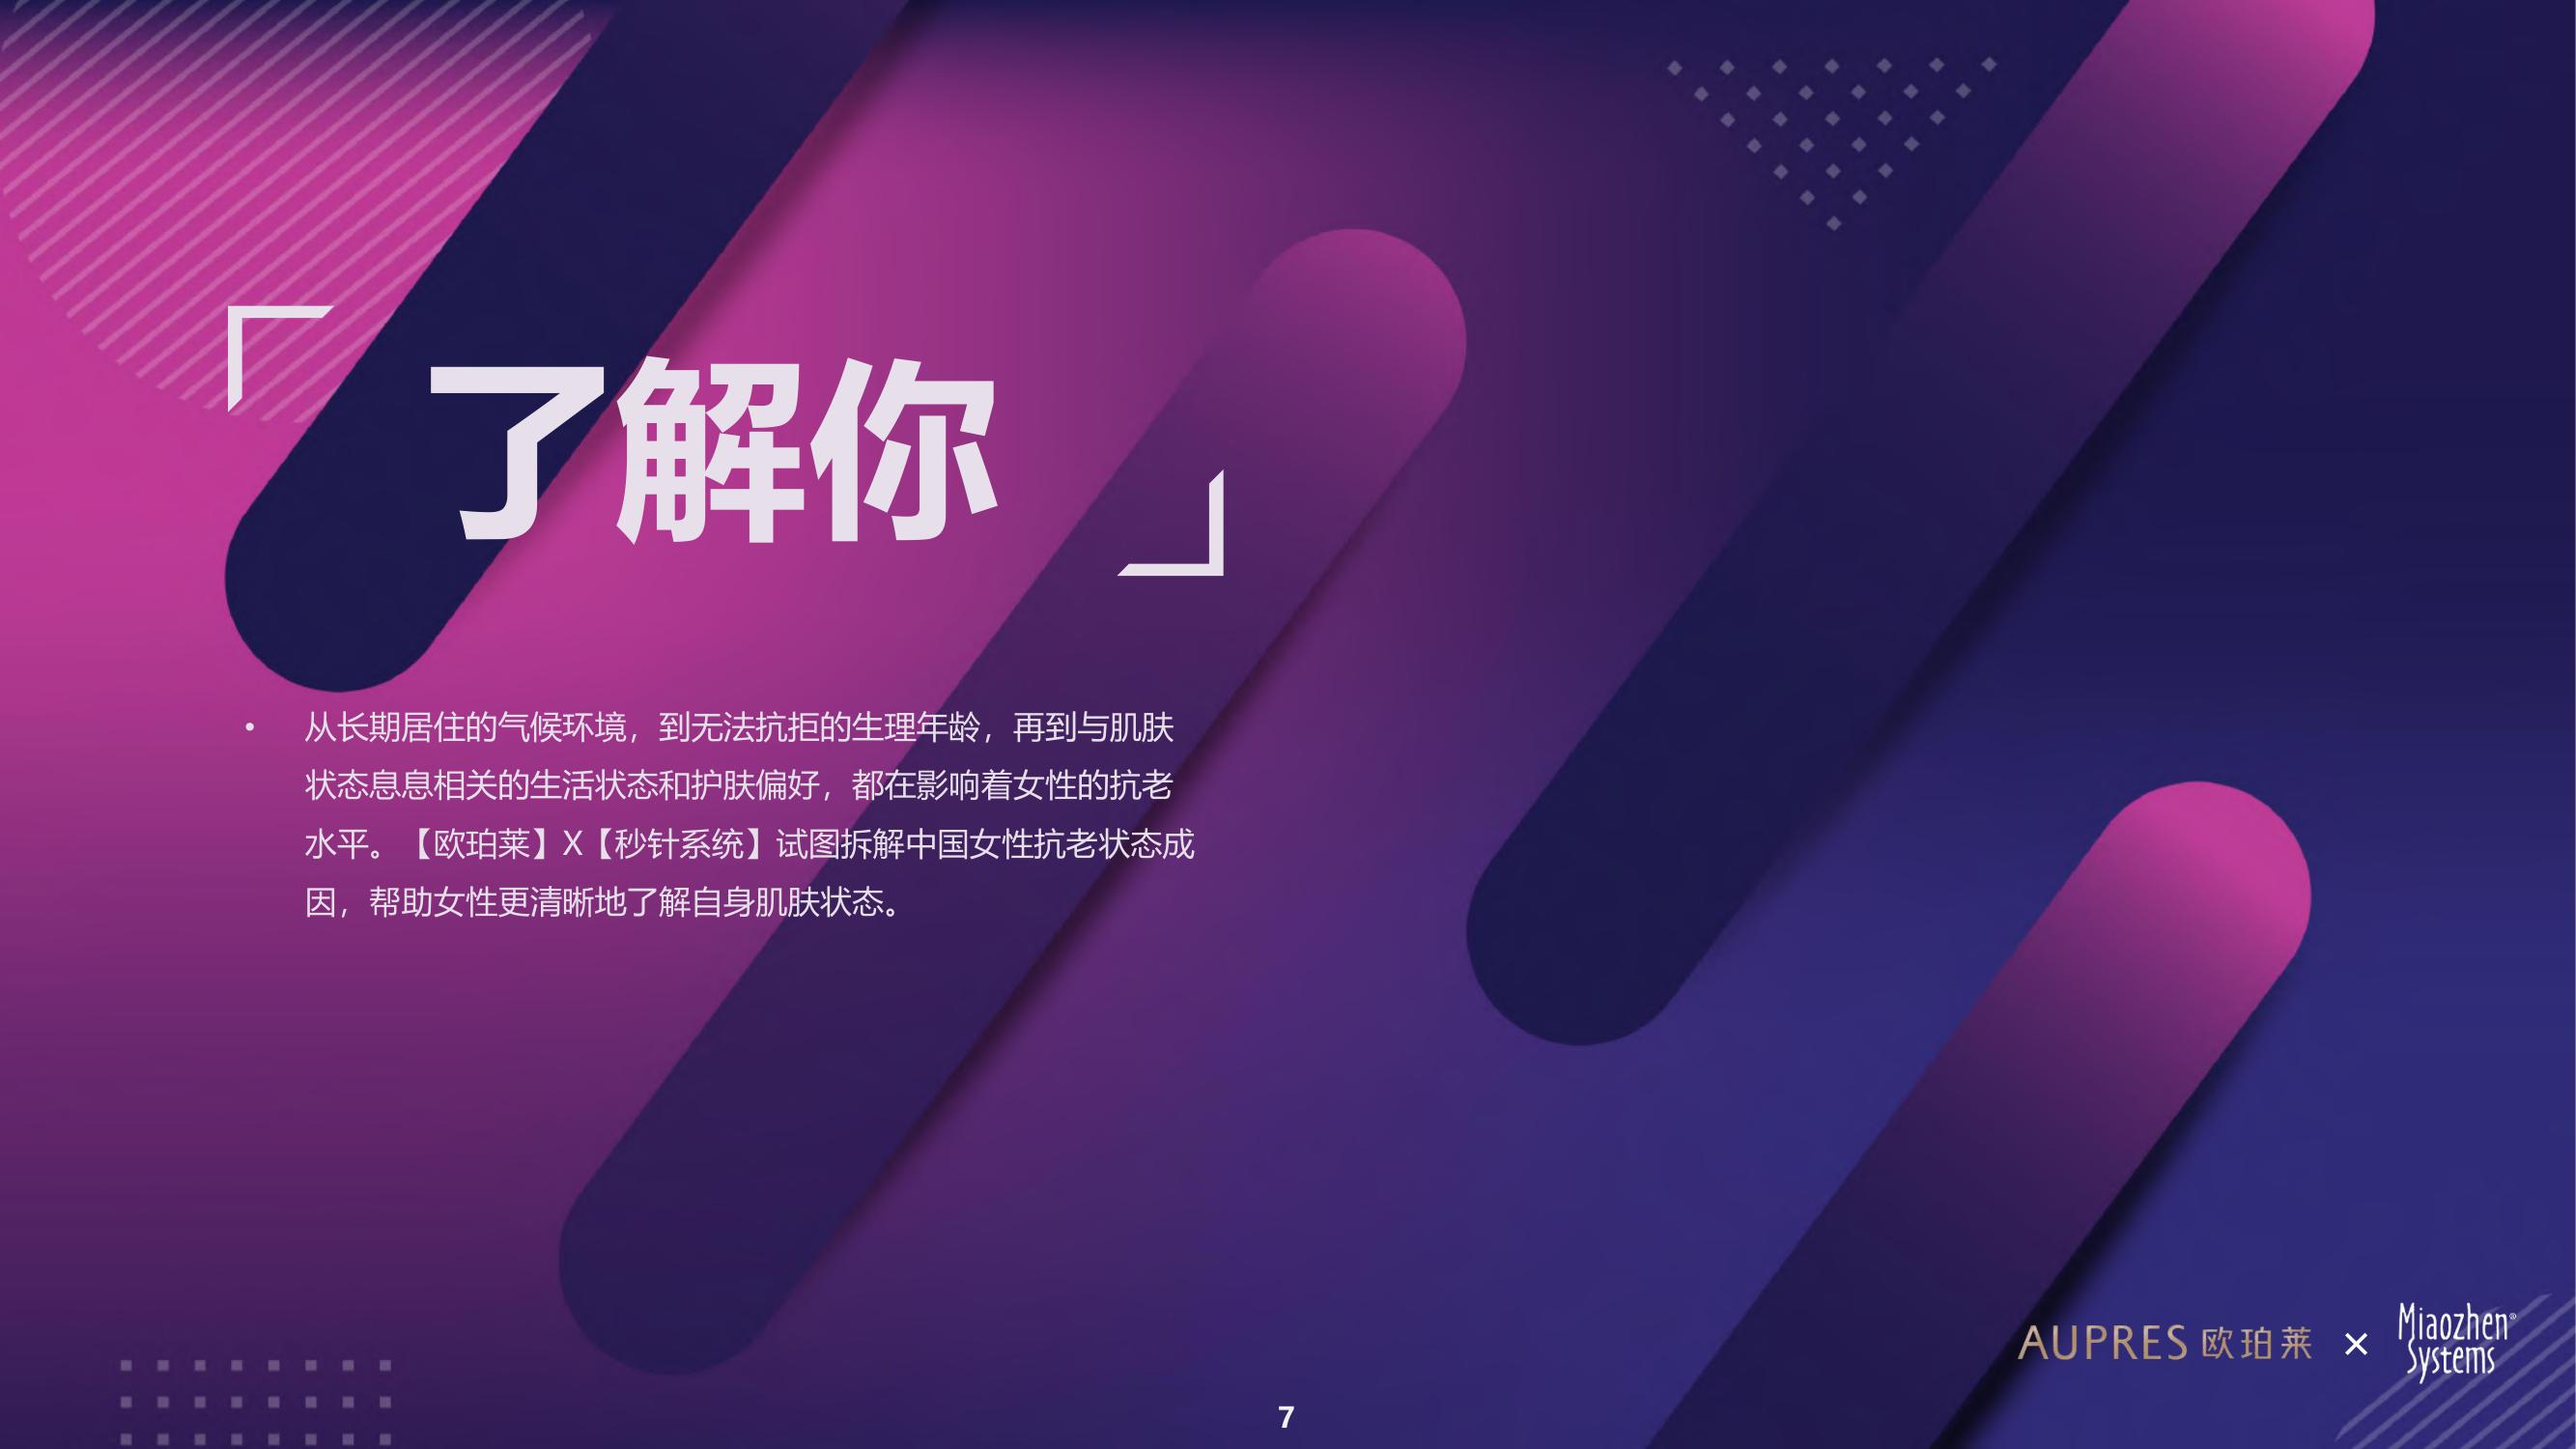 了解你
• 从长期居住的气候环境，到无法抗拒的生理年龄，再到与肌肤
状态息息相关的生活状态和护肤偏好，都在影响着女性的抗老
水平。【欧珀莱】X【秒针系统】试图拆解中国女性抗老状态成
因，帮助女性更清晰地了解自身肌肤状态。
AUPRES 欧珀莱 × Miaozhen®
Systems
7